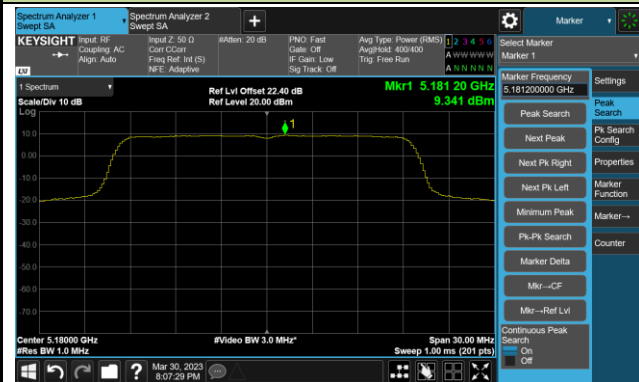 Spectrum Analyzer 1
Swept SA
Spectrum Analyzer 2
Swept SA
+
Marker
KEYSIGHT
Input: RF
Coupling: AC
Align: Auto
Input Z: 50 Ω
Corr CCorr
Freq Ref: Int (S)
NFE: Adaptive
#Atten: 20 dB
PNO: Fast
Gate: Off
IF Gain: Low
Sig Track: Off
Avg Type: Power (RMS)
Avg|Hold: 400/400
Trig: Free Run
1 2 3 4 5 6
A W W W W W
A N N N N N
LXI
Select Marker
Marker 1
1 Spectrum
Scale/Div 10 dB
Log
Ref Lvl Offset 22.40 dB
Ref Level 20.00 dBm
Mkr1 5.181 20 GHz
9.341 dBm
1
10.0
0.00
-10.0
-20.0
-30.0
-40.0
-50.0
-60.0
-70.0
Center 5.18000 GHz
#Res BW 1.0 MHz
#Video BW 3.0 MHz*
Span 30.00 MHz
Sweep 1.00 ms (201 pts)
Marker Frequency
5.181200000 GHz
Peak Search
Next Peak
Next Pk Right
Next Pk Left
Minimum Peak
Pk-Pk Search
Marker Delta
Mkr→CF
Mkr→Ref Lvl
Continuous Peak
Search
On
Off
Settings
Peak
Search
Pk Search
Config
Properties
Marker
Function
Marker→
Counter
?
Mar 30, 2023
8:07:29 PM